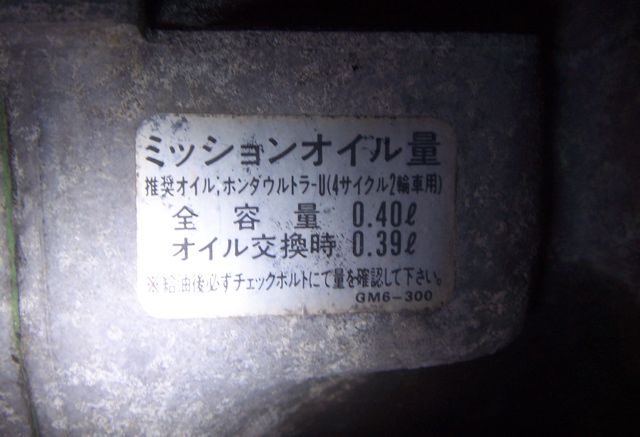 ミッションオイル量
推奨オイル;ホンダウルトラ-U(4サイクル2輪車用)
全容量 0.40ℓ
オイル交換時 0.39ℓ
※給油後必ずチェックボルトにて量を確認して下さい。
GM6-300